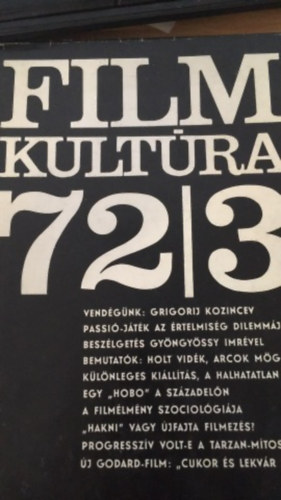 FILM
KULTÚRA
72|3
VENDÉGÜNK: GRIGORIJ KOZINCEV
PASSIÓ-JÁTÉK AZ ÉRTELMISÉG DILEMMÁJ
BESZÉLGETÉS GYÖNGYÖSSY IMRÉVEL
BEMUTATÓK: HOLT VIDÉK, ARCOK MÖG
KÜLÖNLEGES KIÁLLÍTÁS, A HALHATATLAN
EGY „HOBO" A SZÁZADELŐN
A FILMÉLMÉNY SZOCIOLÓGIÁJA
„HAKNI" VAGY ÚJFAJTA FILMEZÉS?
PROGRESSZÍV VOLT-E A TARZAN-MÍTOS
ÚJ GODARD-FILM: „CUKOR ÉS LEKVÁR